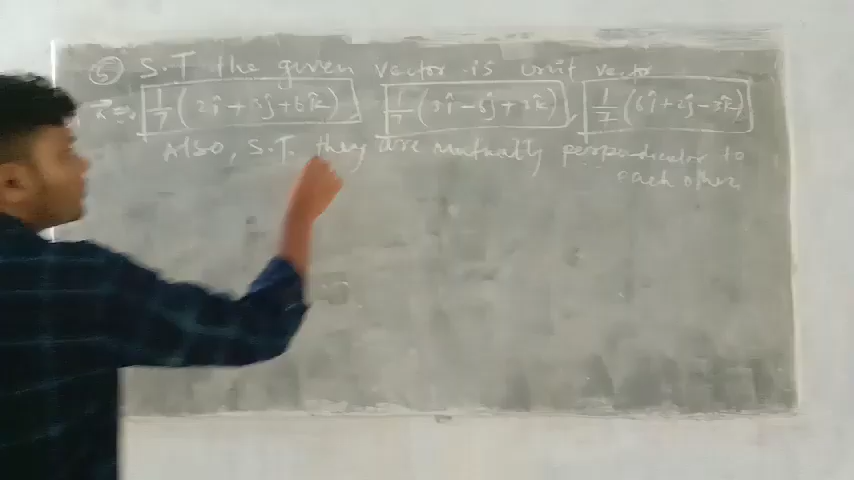 ⑤ S.T the given vector is unit vector
1/7 (2î+3ĵ+6k̂), 1/7 (3î-6ĵ+2k̂), 1/7 (6î+2ĵ-3k̂)
Also, S.T. they are mutually perpendicular to
each other.